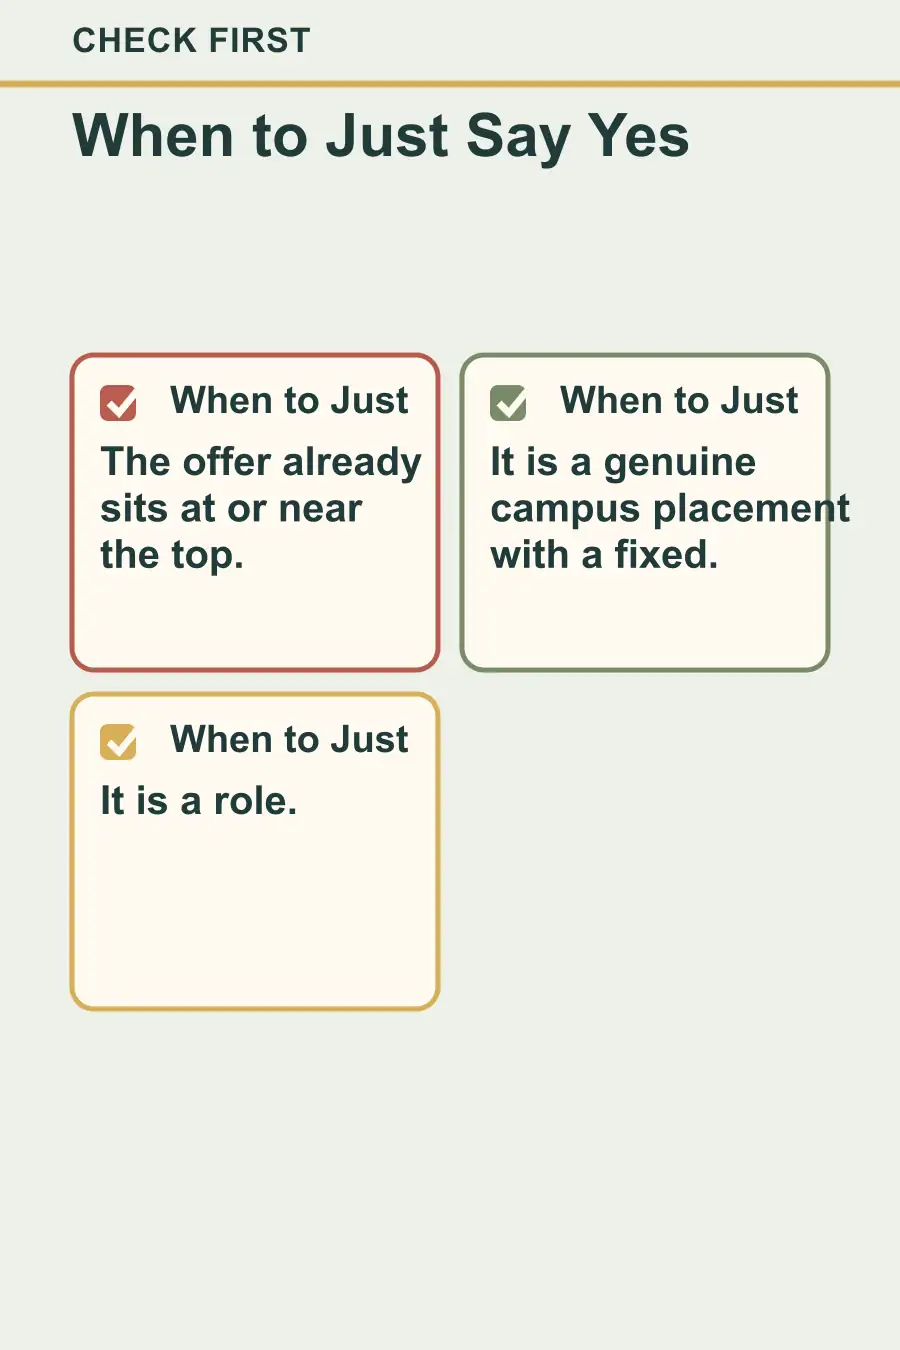 CHECK FIRST
When to Just Say Yes
When to Just
The offer already
sits at or near
the top.
When to Just
It is a genuine
campus placement
with a fixed.
When to Just
It is a role.